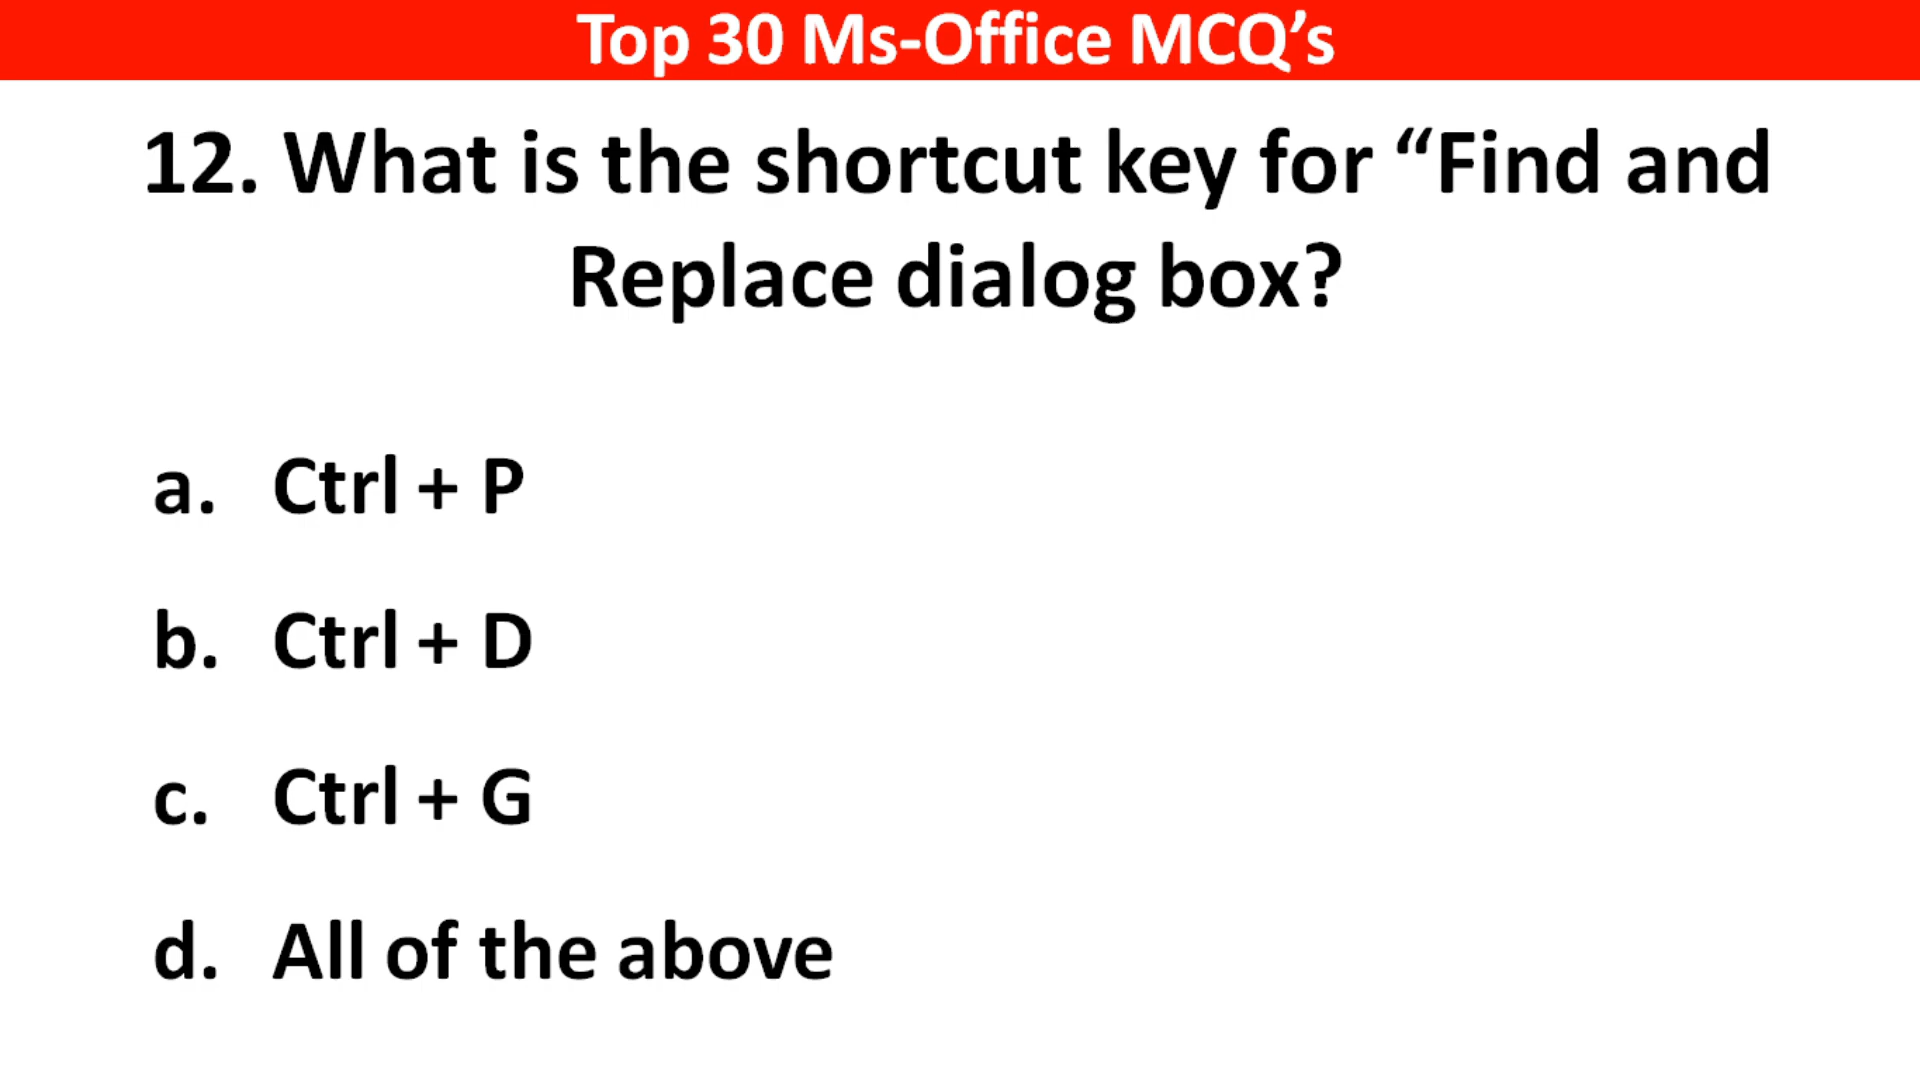 Top 30 Ms-Office MCQ’s
12. What is the shortcut key for “Find and
Replace dialog box?
a. Ctrl + P
b. Ctrl + D
c. Ctrl + G
d. All of the above